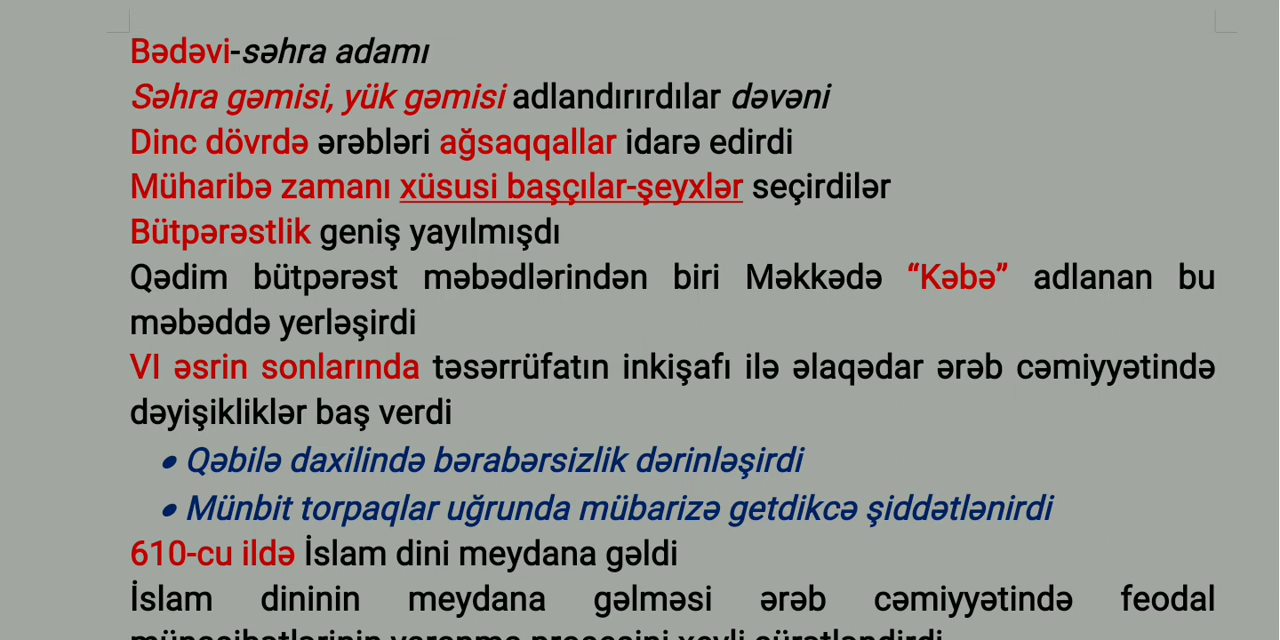 Bədəvi-səhra adamı
Səhra gəmisi, yük gəmisi adlandırırdılar dəvəni
Dinc dövrdə ərəbləri ağsaqqallar idarə edirdi
Müharibə zamanı xüsusi başçılar-şeyxlər seçirdilər
Bütpərəstlik geniş yayılmışdı
Qədim bütpərəst məbədlərindən biri Məkkədə “Kəbə” adlanan bu
məbəddə yerləşirdi
VI əsrin sonlarında təsərrüfatın inkişafı ilə əlaqədar ərəb cəmiyyətində
dəyişikliklər baş verdi
• Qəbilə daxilində bərabərsizlik dərinləşirdi
• Münbit torpaqlar uğrunda mübarizə getdikcə şiddətlənirdi
610-cu ildə İslam dini meydana gəldi
İslam dininin meydana gəlməsi ərəb cəmiyyətində feodal